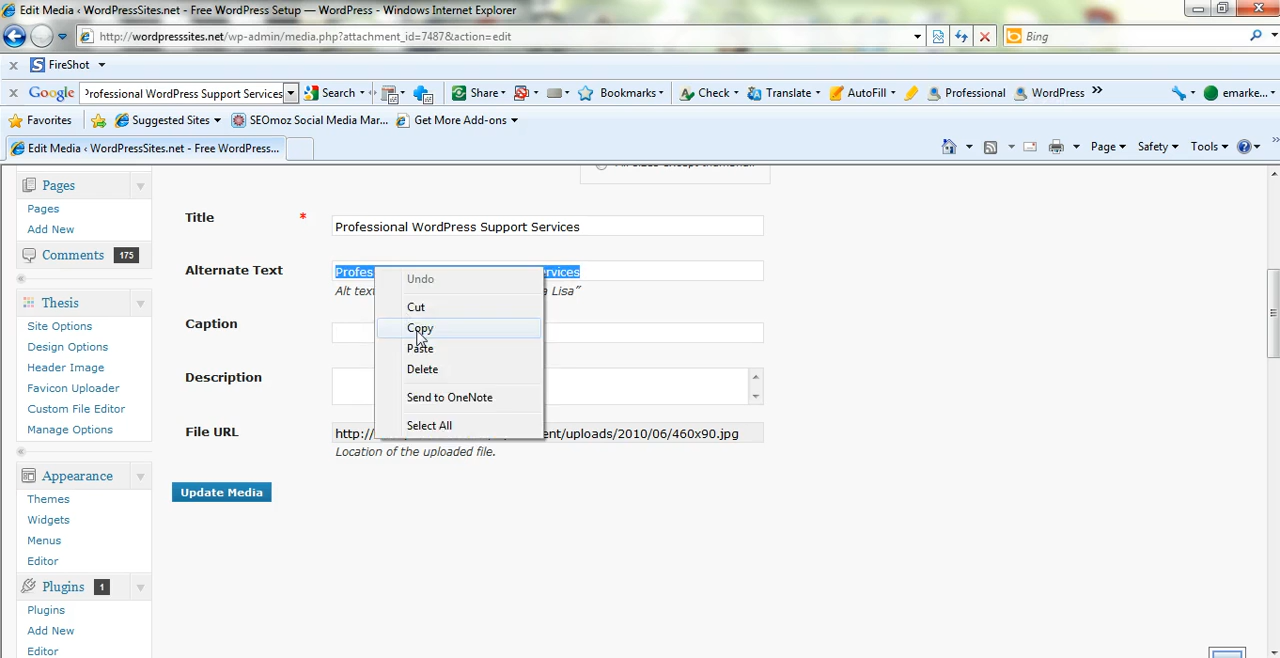 Edit Media ‹ WordPressSites.net - Free WordPress Setup — WordPress - Windows Internet Explorer
http://wordpresssites.net/wp-admin/media.php?attachment_id=7487&action=edit
Bing
FireShot
Google
Professional WordPress Support Services
Search
Share
Bookmarks
Check
Translate
AutoFill
Professional
WordPress
emarke...
Favorites
Suggested Sites
SEOmoz Social Media Mar...
Get More Add-ons
Edit Media ‹ WordPressSites.net - Free WordPress...
Page
Safety
Tools
Pages
Pages
Add New
Comments 175
Thesis
Site Options
Design Options
Header Image
Favicon Uploader
Custom File Editor
Manage Options
Appearance
Themes
Widgets
Menus
Editor
Plugins 1
Plugins
Add New
Editor
Title * Professional WordPress Support Services
Alternate Text
Profes rvices
Alt tex a Lisa”
Caption
Description
File URL
http:/ ent/uploads/2010/06/460x90.jpg
Location of the uploaded file.
Update Media
Undo
Cut
Copy
Paste
Delete
Send to OneNote
Select All